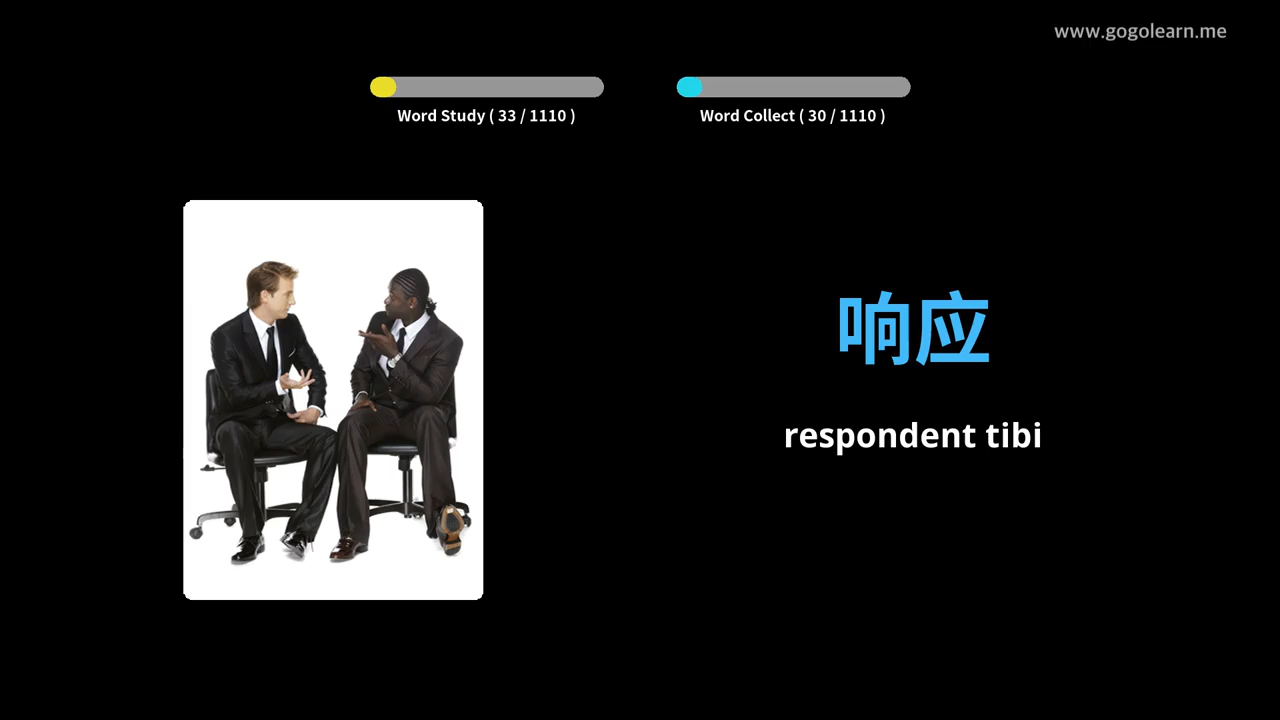 www.gogolearn.me
Word Study ( 33 / 1110 )
Word Collect ( 30 / 1110 )
响应
respondent tibi